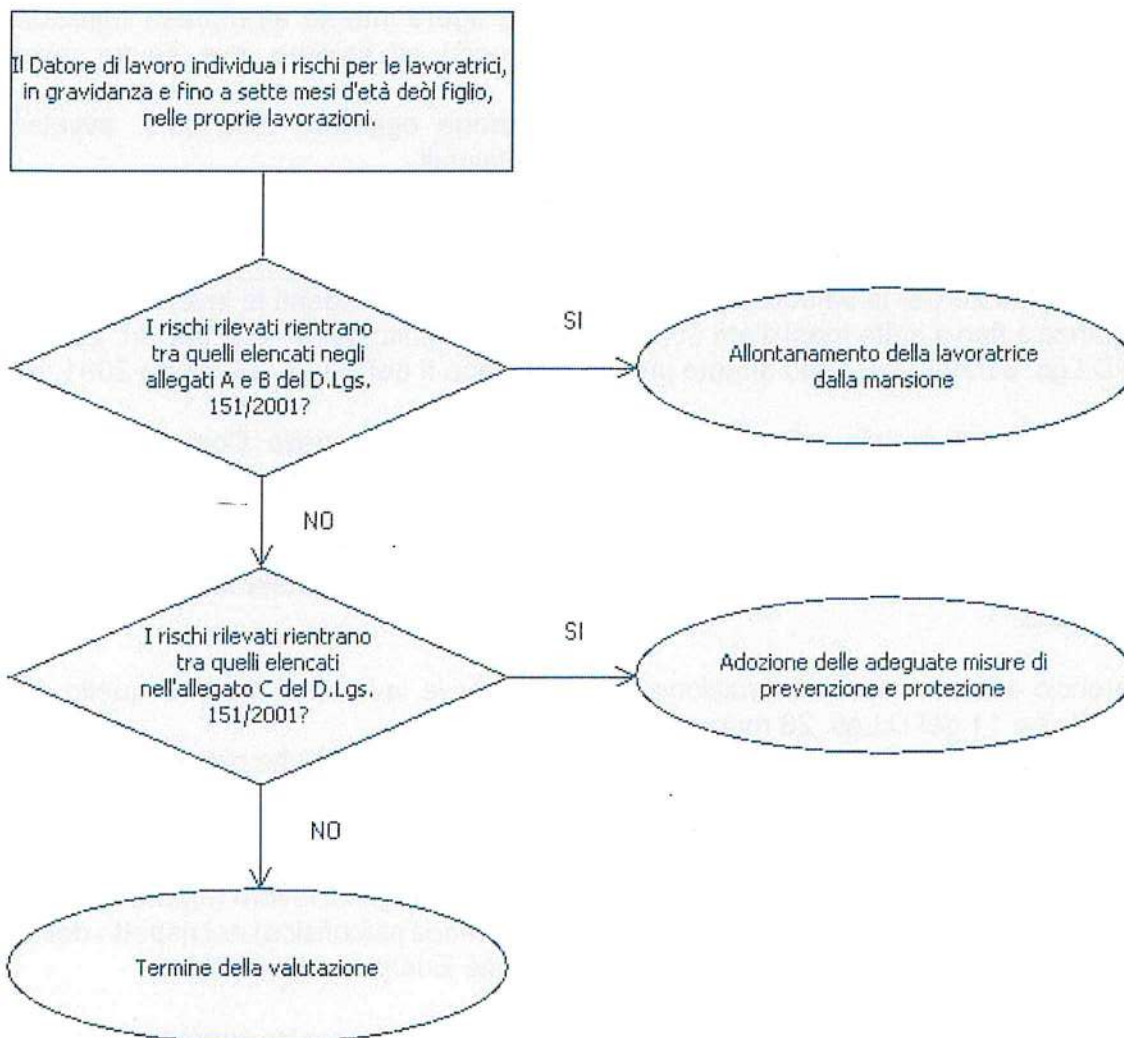 Il Datore di lavoro individua i rischi per le lavoratrici,
in gravidanza e fino a sette mesi d'età deòl figlio,
nelle proprie lavorazioni.
I rischi rilevati rientrano
tra quelli elencati negli
allegati A e B del D.Lgs.
151/2001?
SI
Allontanamento della lavoratrice
dalla mansione
NO
I rischi rilevati rientrano
tra quelli elencati
nell'allegato C del D.Lgs.
151/2001?
SI
Adozione delle adeguate misure di
prevenzione e protezione
NO
Termine della valutazione